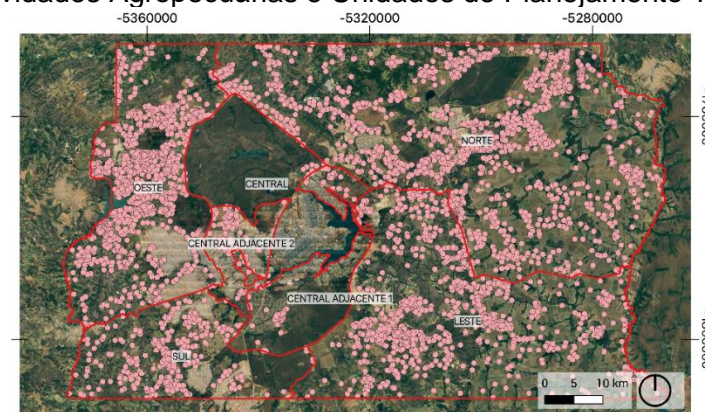 Agropecuárias e Unidades de Planejamento
-5360000 -5320000 -5280000
NORTE
OESTE
CENTRAL
CENTRAL ADJACENTE 2
CENTRAL ADJACENTE 1
LESTE
SUL
0 5 10 km